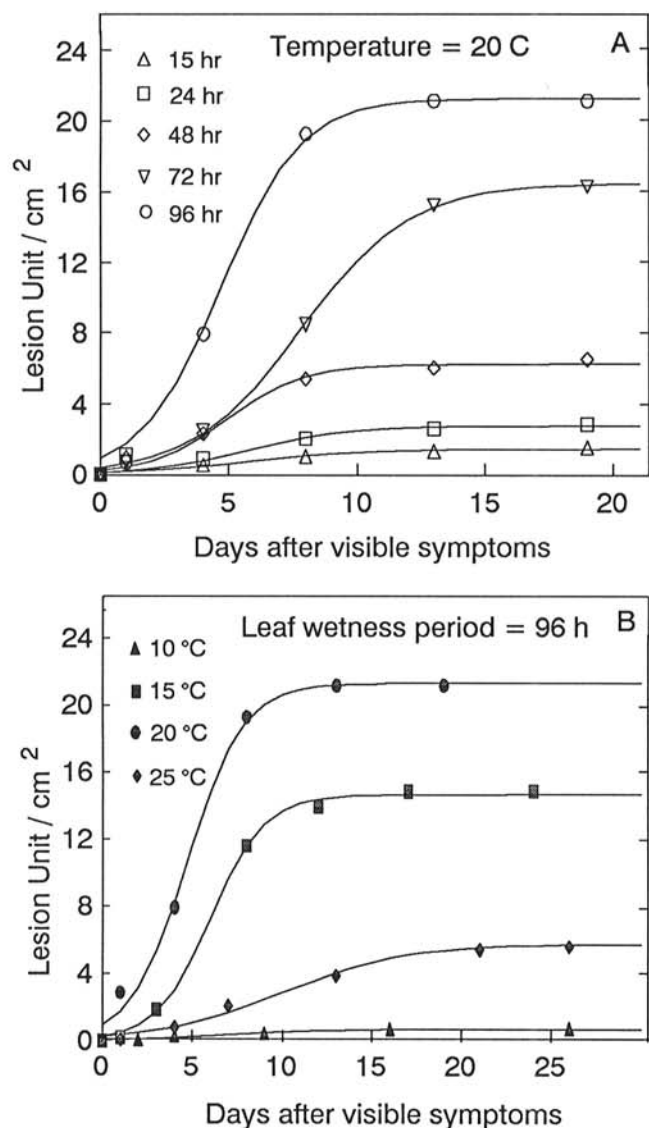 Temperature = 20 C
A
15 hr
24 hr
48 hr
72 hr
96 hr
24
20
16
12
8
4
0
Lesion Unit / cm 2
0 5 10 15 20
Days after visible symptoms
Leaf wetness period = 96 h
B
10 °C
15 °C
20 °C
25 °C
24
20
16
12
8
4
0
Lesion Unit / cm 2
0 5 10 15 20 25
Days after visible symptoms